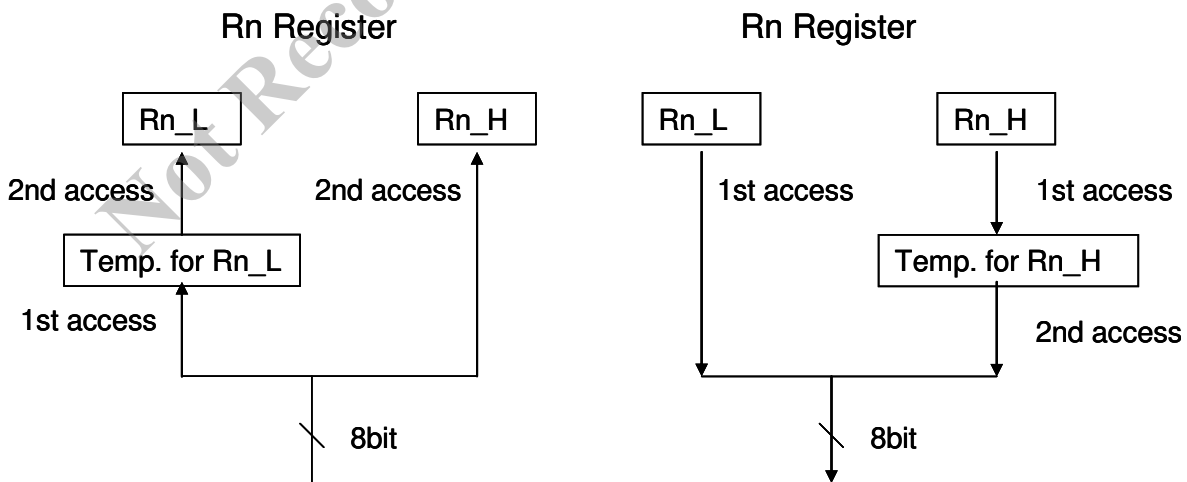 Rn Register
Rn_L
Rn_H
2nd access
2nd access
Temp. for Rn_L
1st access
8bit
Rn Register
Rn_L
Rn_H
1st access
1st access
Temp. for Rn_H
2nd access
8bit
Not